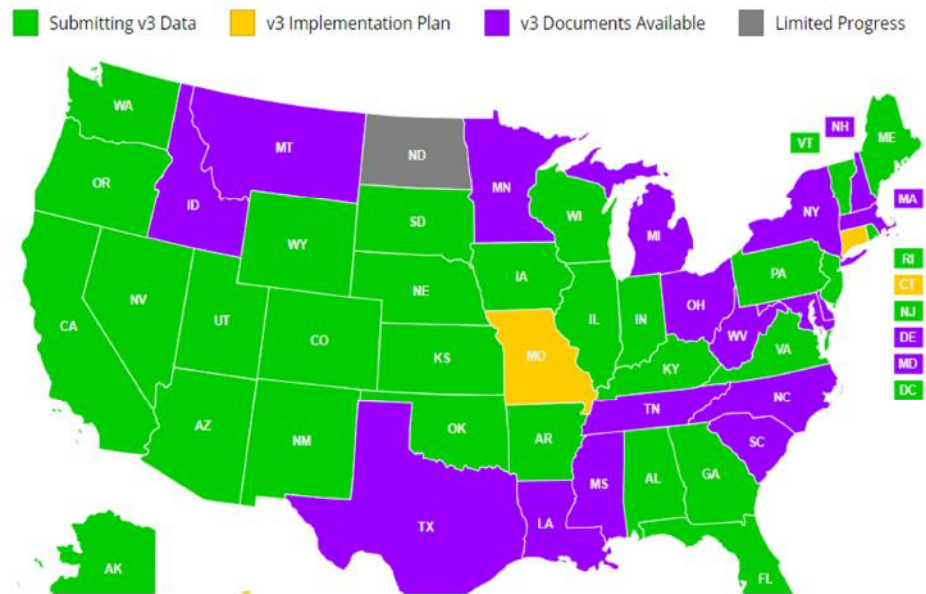 Submitting v3 Data
v3 Implementation Plan
v3 Documents Available
Limited Progress
WA
MT
ND
MN
VT
NH
ME
OR
ID
SD
WI
MI
NY
MA
WY
RI
CT
NJ
DE
MD
DC
NV
UT
CO
NE
IA
IL
IN
OH
PA
WV
VA
CA
KS
MO
KY
AZ
NM
OK
AR
TN
NC
SC
TX
LA
MS
AL
GA
AK
FL